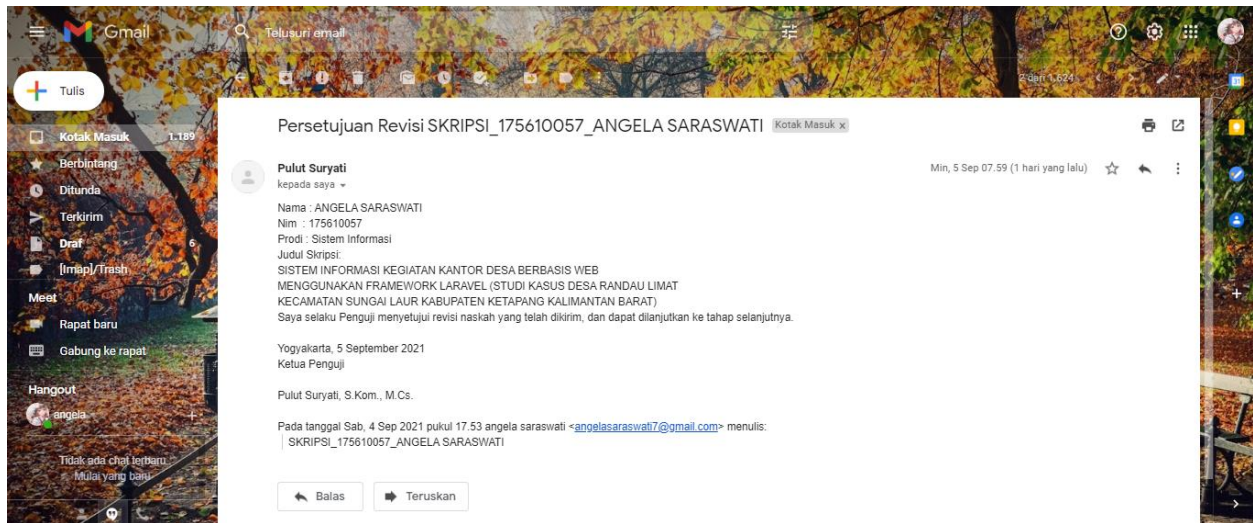 Gmail
Telusuri email
Tulis
2 dari 1.624
Kotak Masuk 1.189
Berbintang
Ditunda
Terkirim
Draf 6
[Imap]/Trash
Meet
Rapat baru
Gabung ke rapat
Hangout
angela
Tidak ada chat terbaru
Mulai yang baru
Persetujuan Revisi SKRIPSI_175610057_ANGELA SARASWATI Kotak Masuk x
Pulut Suryati
Min, 5 Sep 07.59 (1 hari yang lalu)
kepada saya
Nama : ANGELA SARASWATI
Nim : 175610057
Prodi : Sistem Informasi
Judul Skripsi:
SISTEM INFORMASI KEGIATAN KANTOR DESA BERBASIS WEB
MENGGUNAKAN FRAMEWORK LARAVEL (STUDI KASUS DESA RANDAU LIMAT
KECAMATAN SUNGAI LAUR KABUPATEN KETAPANG KALIMANTAN BARAT)
Saya selaku Penguji menyetujui revisi naskah yang telah dikirim, dan dapat dilanjutkan ke tahap selanjutnya.
Yogyakarta, 5 September 2021
Ketua Penguji
Pulut Suryati, S.Kom., M.Cs.
Pada tanggal Sab, 4 Sep 2021 pukul 17.53 angela saraswati <angelasaraswati7@gmail.com> menulis:
SKRIPSI_175610057_ANGELA SARASWATI
Balas
Teruskan